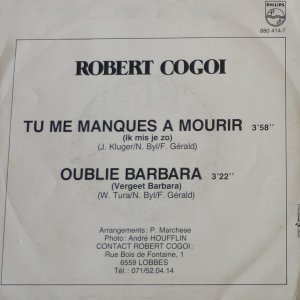 PHILIPS
880 414-7
ROBERT COGOI
TU ME MANQUES A MOURIR 3'58''
(Ik mis je zo)
(J. Kluger/N. Byl/F. Gérald)
OUBLIE BARBARA 3'22''
(Vergeet Barbara)
(W. Tura/N. Byl/F. Gérald)
Arrangements: P. Marchese
Photo: André HOUFFLIN
CONTACT ROBERT COGOI:
Rue Bois de Fontaine, 1
6559 LOBBES
Tél.: 071/52.04.14